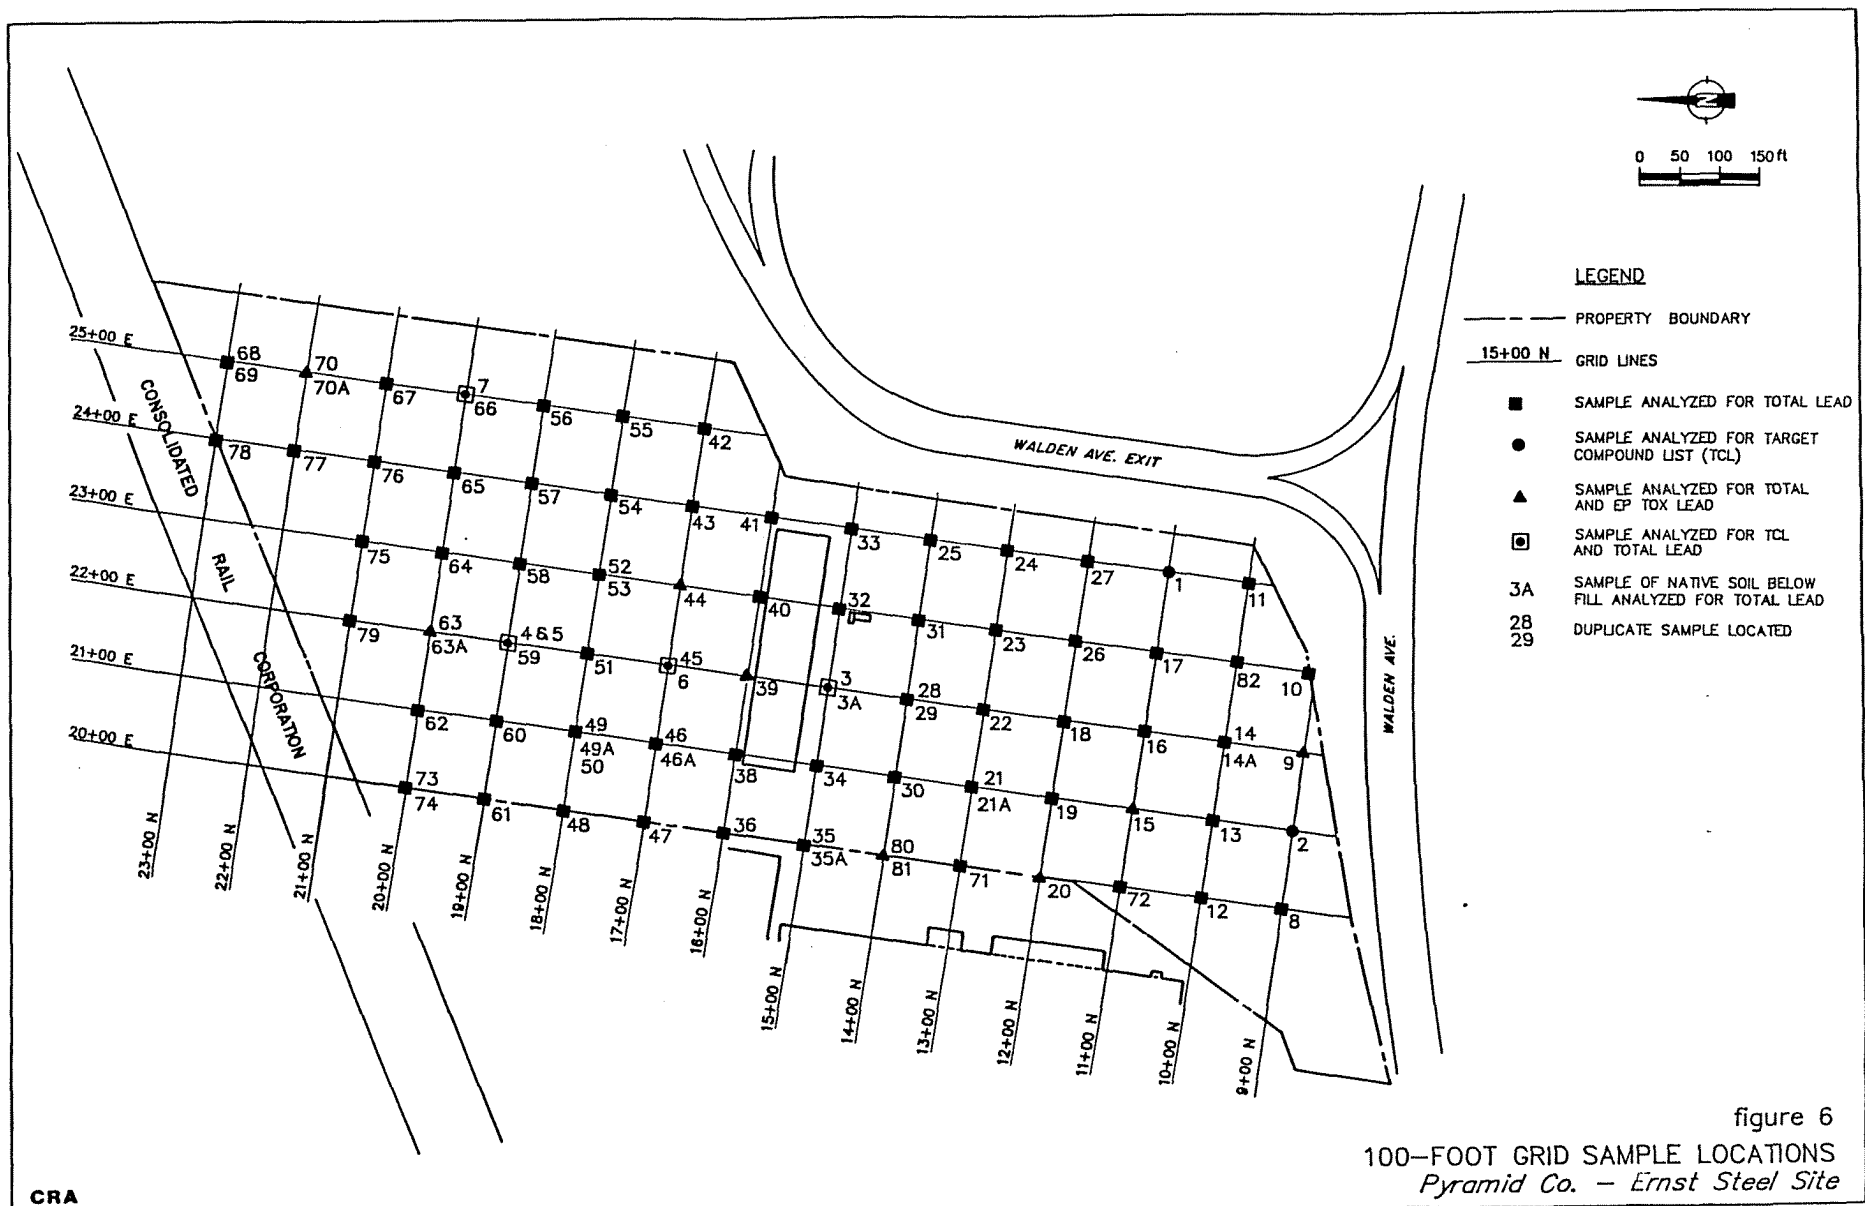 0 50 100 150 ft
LEGEND
PROPERTY BOUNDARY
15+00 N GRID LINES
SAMPLE ANALYZED FOR TOTAL LEAD
SAMPLE ANALYZED FOR TARGET
COMPOUND LIST (TCL)
SAMPLE ANALYZED FOR TOTAL
AND EP TOX LEAD
SAMPLE ANALYZED FOR TCL
AND TOTAL LEAD
3A SAMPLE OF NATIVE SOIL BELOW
FILL ANALYZED FOR TOTAL LEAD
28
29 DUPLICATE SAMPLE LOCATED
N
WALDEN AVE. EXIT
WALDEN AVE.
CONSOLIDATED
RAIL
CORPORATION
25+00 E
24+00 E
23+00 E
22+00 E
21+00 E
20+00 E
68
69
70
70A
67
7
66
56
55
42
78
77
76
65
57
54
43
41
33
25
24
27
1
11
75
64
58
52
53
44
40
32
31
23
26
17
82
10
79
63
63A
4 & 5
59
51
45
6
39
3
3A
28
29
22
18
16
14
14A
9
62
60
49
49A
50
46
46A
38
34
30
21
21A
19
15
13
2
73
74
61
48
47
36
35
35A
80
81
71
20
72
12
8
23+00 N
22+00 N
21+00 N
20+00 N
19+00 N
18+00 N
17+00 N
16+00 N
15+00 N
14+00 N
13+00 N
12+00 N
11+00 N
10+00 N
9+00 N
figure 6
100-FOOT GRID SAMPLE LOCATIONS
Pyramid Co. - Ernst Steel Site
CRA